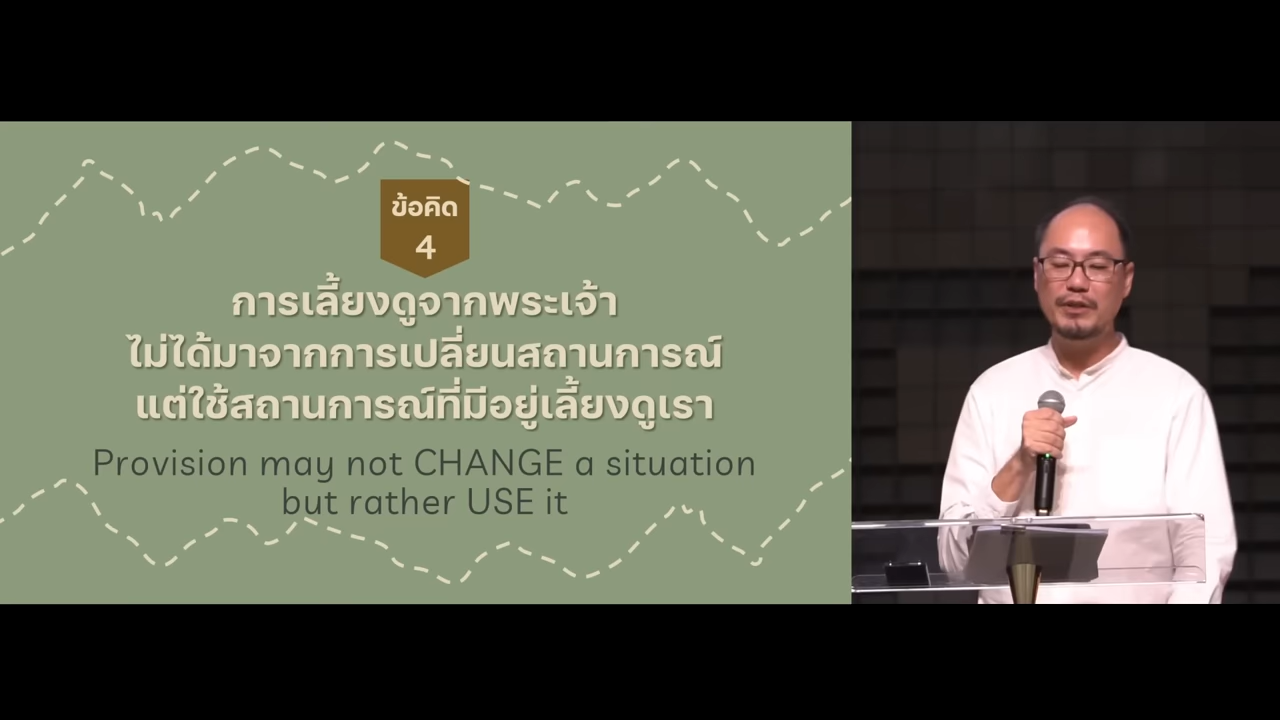 ข้อคิด
4
การเลี้ยงดูจากพระเจ้า
ไม่ได้มาจากการเปลี่ยนสถานการณ์
แต่ใช้สถานการณ์ที่มีอยู่เลี้ยงดูเรา
Provision may not CHANGE a situation
but rather USE it